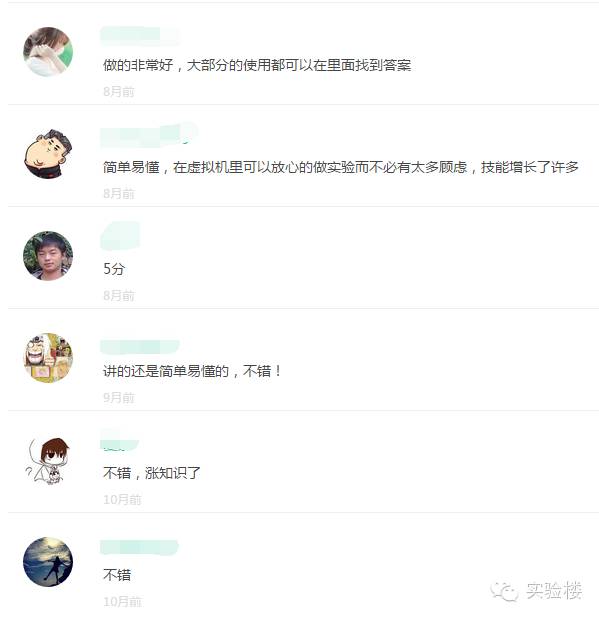 做的非常好，大部分的使用都可以在里面找到答案
8月前
简单易懂，在虚拟机里可以放心的做实验而不必有太多顾虑，技能增长了许多
8月前
5分
8月前
讲的还是简单易懂的，不错！
9月前
不错，涨知识了
10月前
不错
10月前
实验楼